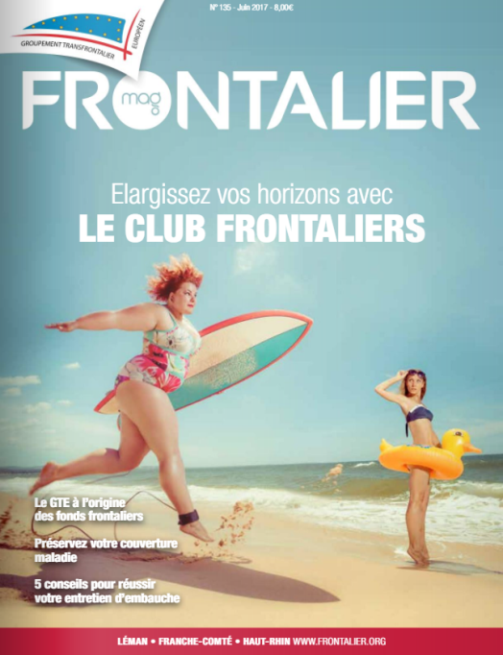 N° 135 - Juin 2017 - 8,00€
GROUPEMENT TRANSFRONTALIER
EUROPÉEN
FRONTALIER
mag
Elargissez vos horizons avec
LE CLUB FRONTALIERS
Le GTE à l'origine
des fonds frontaliers
Préservez votre couverture
maladie
5 conseils pour réussir
votre entretien d'embauche
LÉMAN • FRANCHE-COMTÉ • HAUT-RHIN WWW.FRONTALIER.ORG